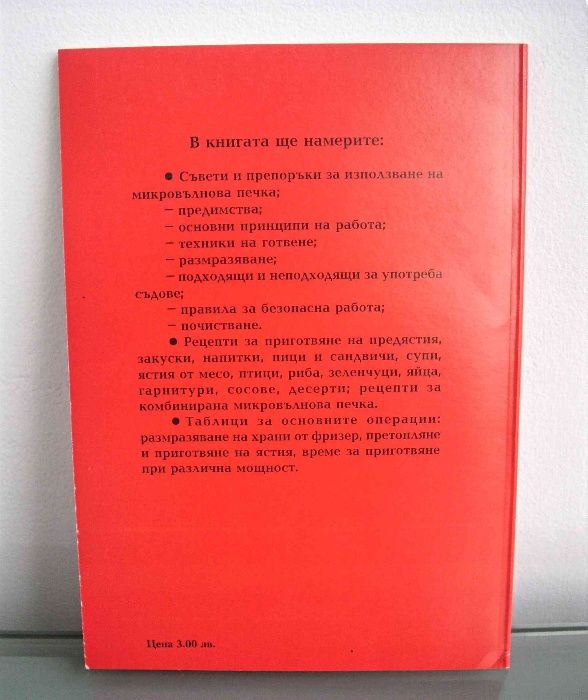 В книгата ще намерите:
● Съвети и препоръки за използване на
микровълнова печка;
– предимства;
– основни принципи на работа;
– техники на готвене;
– размразяване;
– подходящи и неподходящи за употреба
съдове;
– правила за безопасна работа;
– почистване.
● Рецепти за приготвяне на предястия,
закуски, напитки, пици и сандвичи, супи,
ястия от месо, птици, риба, зеленчуци, яйца,
гарнитури, сосове, десерти; рецепти за
комбинирана микровълнова печка.
● Таблици за основните операции:
размразяване на храни от фризер, претопляне
и приготвяне на ястия, време за приготвяне
при различна мощност.
Цена 3.00 лв.